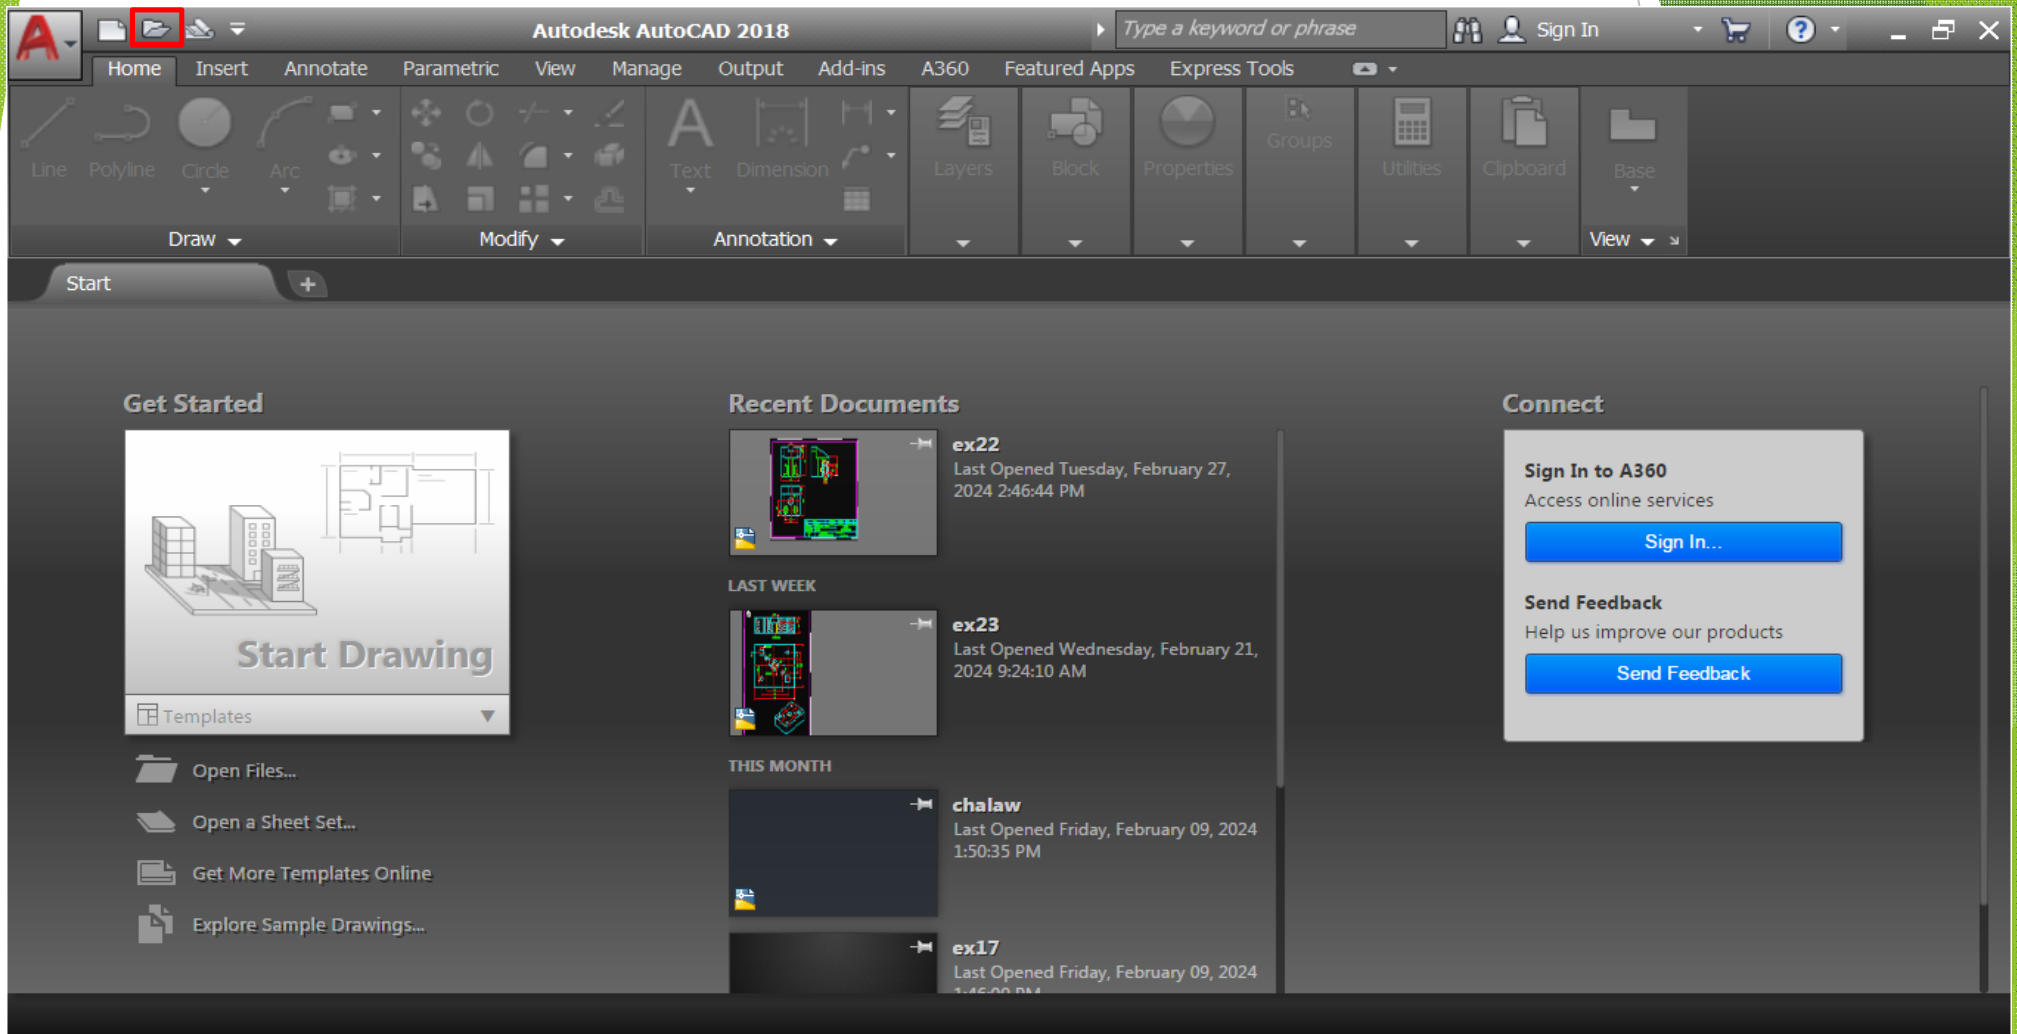 Autodesk AutoCAD 2018
Type a keyword or phrase
Sign In
Home Insert Annotate Parametric View Manage Output Add-ins A360 Featured Apps Express Tools
Line Polyline Circle Arc
Text Dimension
Layers
Block
Properties
Groups
Utilities
Clipboard
Base
Draw
Modify
Annotation
View
Start
Get Started
Start Drawing
Templates
Open Files...
Open a Sheet Set...
Get More Templates Online
Explore Sample Drawings...
Recent Documents
ex22
Last Opened Tuesday, February 27,
2024 2:46:44 PM
LAST WEEK
ex23
Last Opened Wednesday, February 21,
2024 9:24:10 AM
THIS MONTH
chalaw
Last Opened Friday, February 09, 2024
1:50:35 PM
ex17
Last Opened Friday, February 09, 2024
Connect
Sign In to A360
Access online services
Sign In...
Send Feedback
Help us improve our products
Send Feedback